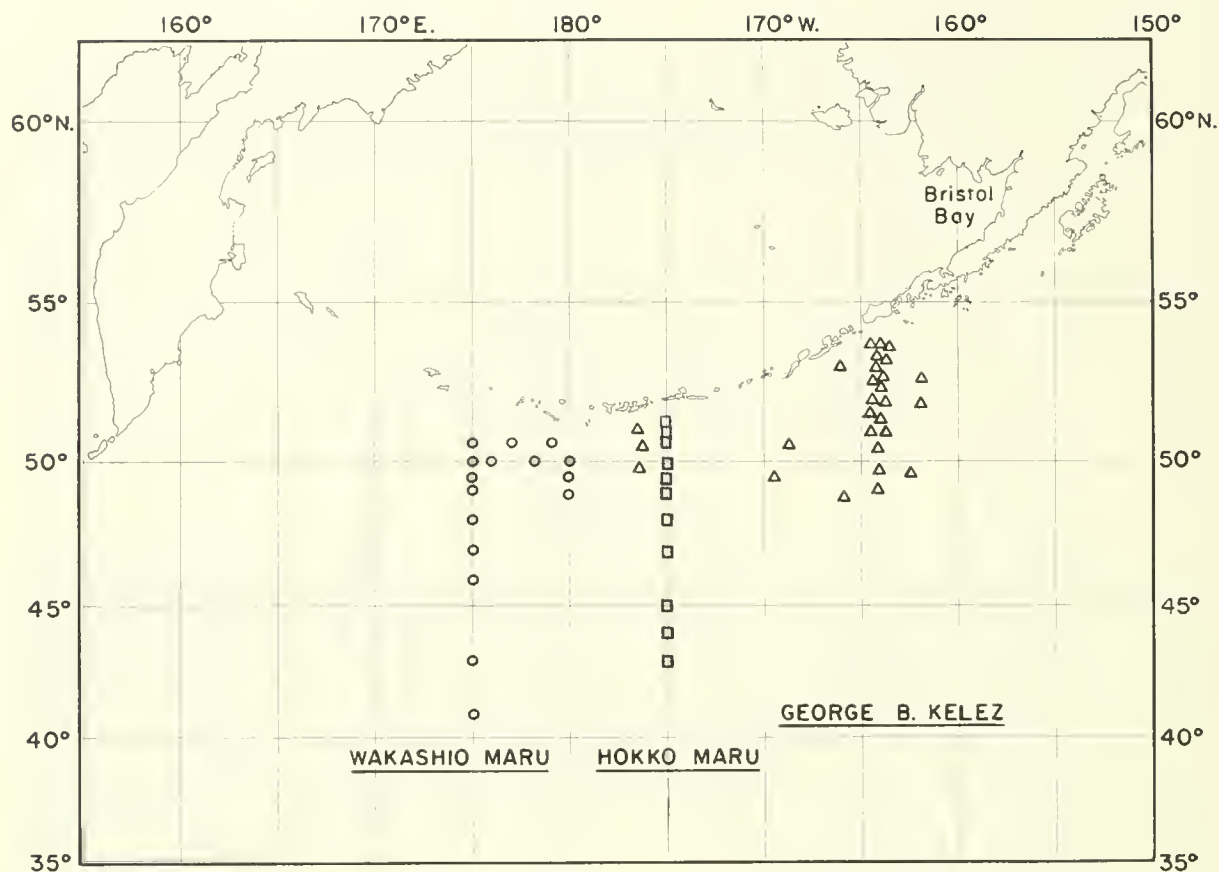 160° 170°E. 180° 170°W. 160° 150°
60°N. 60°N.
Bristol
Bay
55° 55°
50° 50°
45° 45°
GEORGE B. KELEZ
40° 40°
WAKASHIO MARU HOKKO MARU
35° 35°